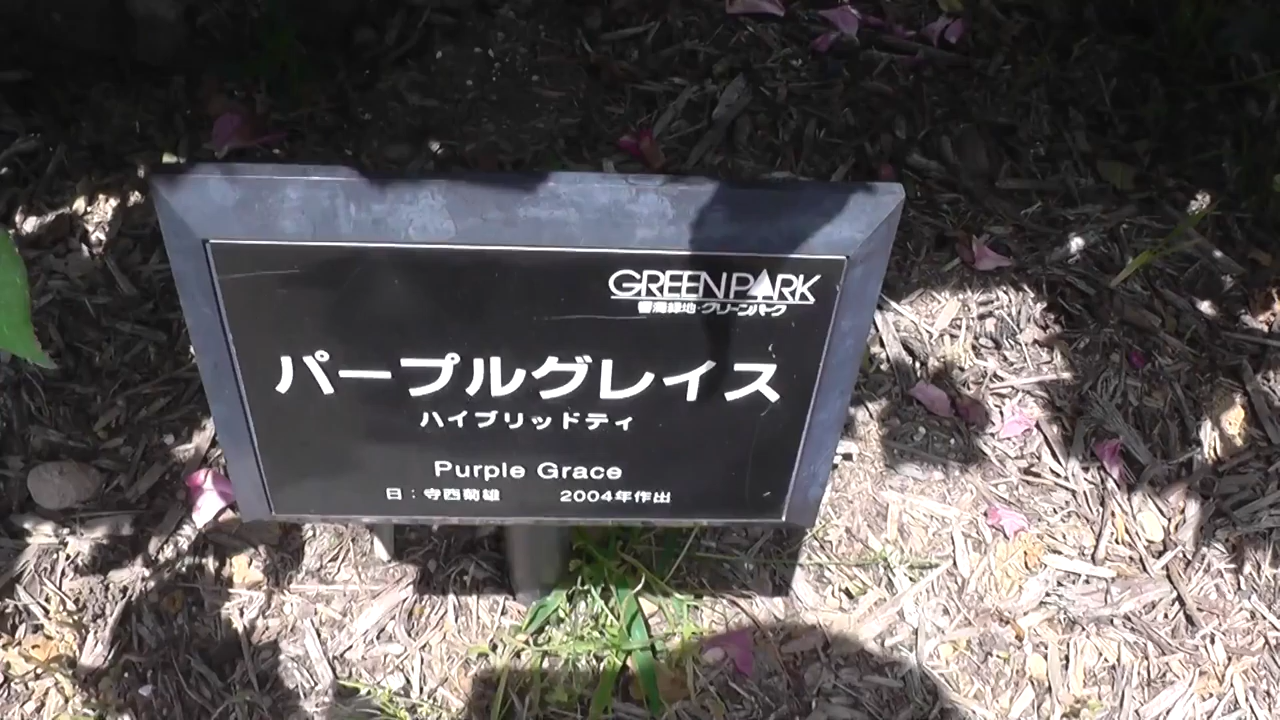 GREEN PARK
響灘緑地・グリーンパーク
パープルグレイス
ハイブリッドティ
Purple Grace
日：寺西菊雄 2004年作出